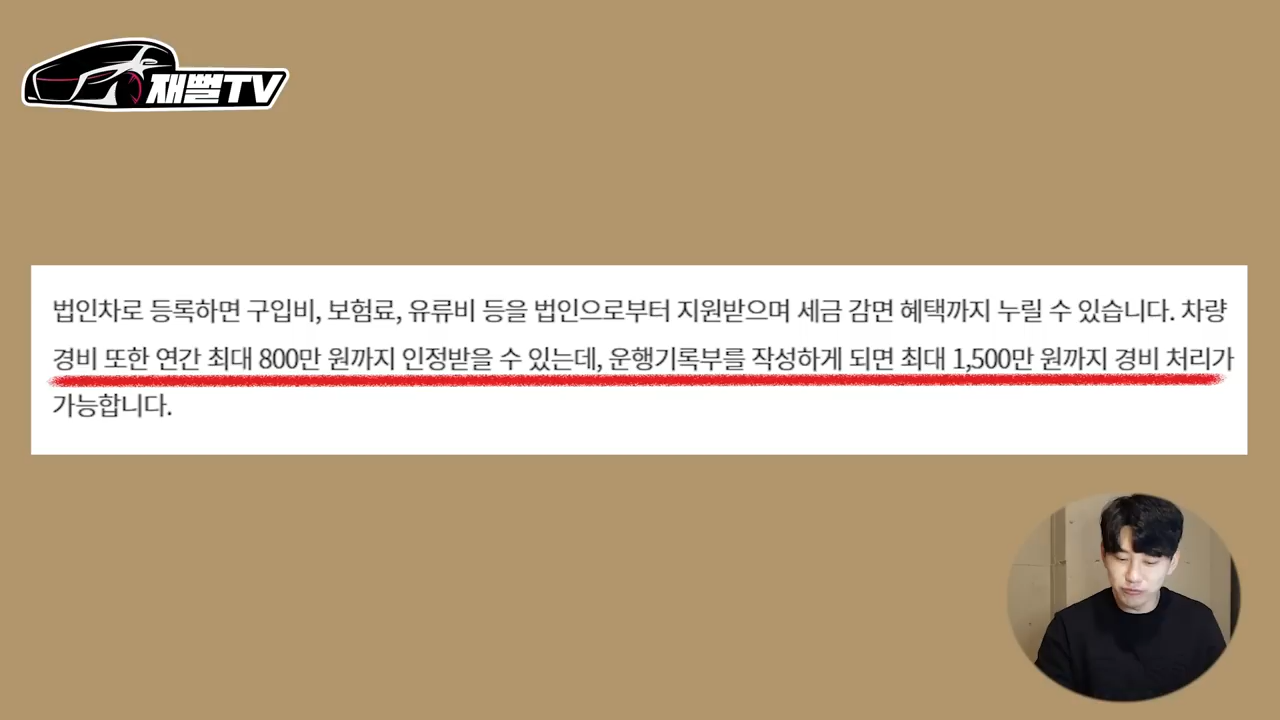 재뻘TV
법인차로 등록하면 구입비, 보험료, 유류비 등을 법인으로부터 지원받으며 세금 감면 혜택까지 누릴 수 있습니다. 차량
경비 또한 연간 최대 800만 원까지 인정받을 수 있는데, 운행기록부를 작성하게 되면 최대 1,500만 원까지 경비 처리가
가능합니다.